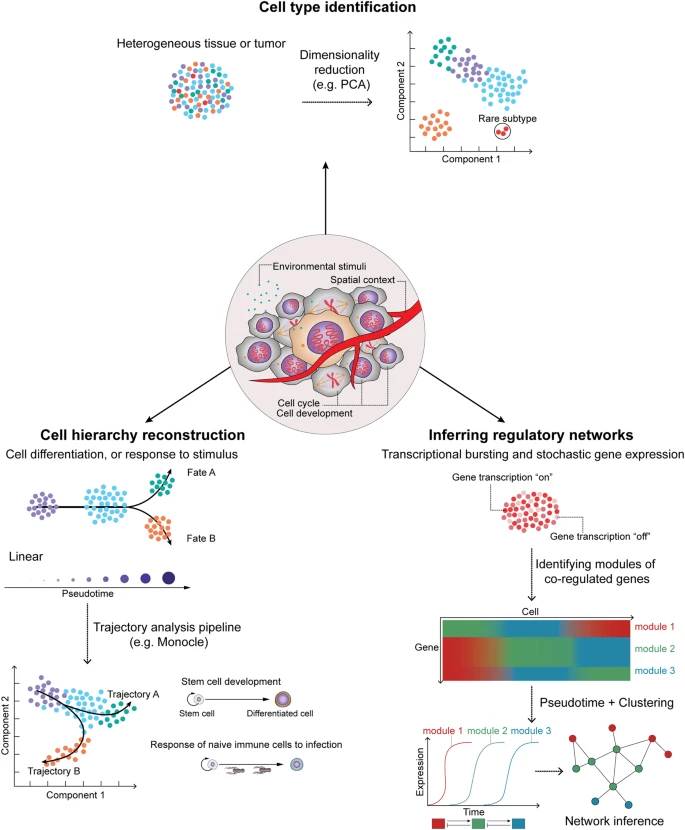 Cell type identification
Heterogeneous tissue or tumor
Dimensionality
reduction
(e.g. PCA)
Component 2
Rare subtype
Component 1
Environmental stimuli
Spatial context
Cell cycle
Cell development
Cell hierarchy reconstruction
Cell differentiation, or response to stimulus
Fate A
Fate B
Linear
Pseudotime
Trajectory analysis pipeline
(e.g. Monocle)
Component 2
Trajectory A
Trajectory B
Component 1
Stem cell development
Stem cell
Differentiated cell
Response of naive immune cells to infection
Inferring regulatory networks
Transcriptional bursting and stochastic gene expression
Gene transcription “on”
Gene transcription “off”
Identifying modules of
co-regulated genes
Cell
Gene
module 1
module 2
module 3
Pseudotime + Clustering
module 1
module 2
module 3
Expression
Time
Network inference